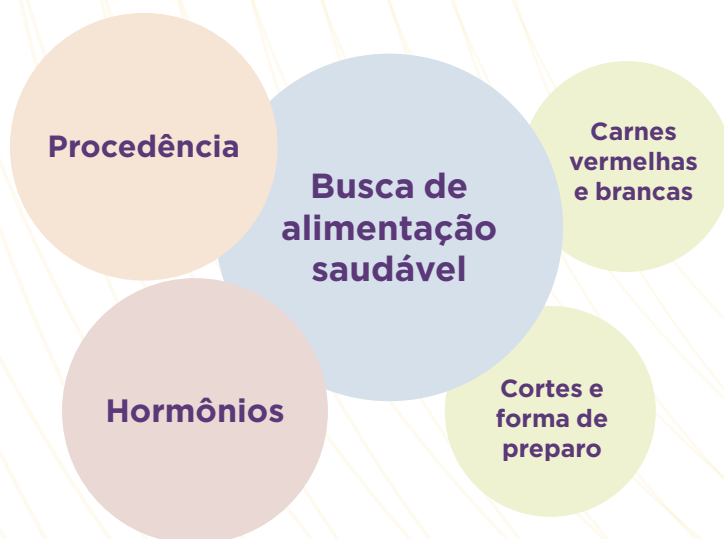 Procedência
Busca de
alimentação
saudável
Carnes
vermelhas
e brancas
Hormônios
Cortes e
forma de
preparo